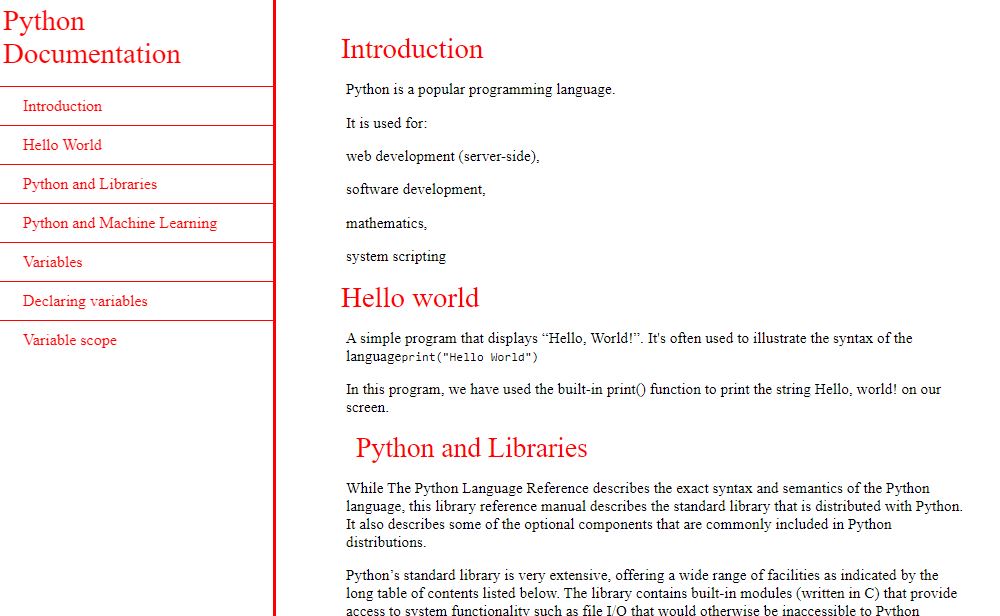 Python
Documentation
Introduction
Hello World
Python and Libraries
Python and Machine Learning
Variables
Declaring variables
Variable scope
Introduction
Python is a popular programming language.
It is used for:
web development (server-side),
software development,
mathematics,
system scripting
Hello world
A simple program that displays “Hello, World!”. It's often used to illustrate the syntax of the
languageprint("Hello World")
In this program, we have used the built-in print() function to print the string Hello, world! on our
screen.
Python and Libraries
While The Python Language Reference describes the exact syntax and semantics of the Python
language, this library reference manual describes the standard library that is distributed with Python.
It also describes some of the optional components that are commonly included in Python
distributions.
Python’s standard library is very extensive, offering a wide range of facilities as indicated by the
long table of contents listed below. The library contains built-in modules (written in C) that provide
access to system functionality such as file I/O that would otherwise be inaccessible to Python